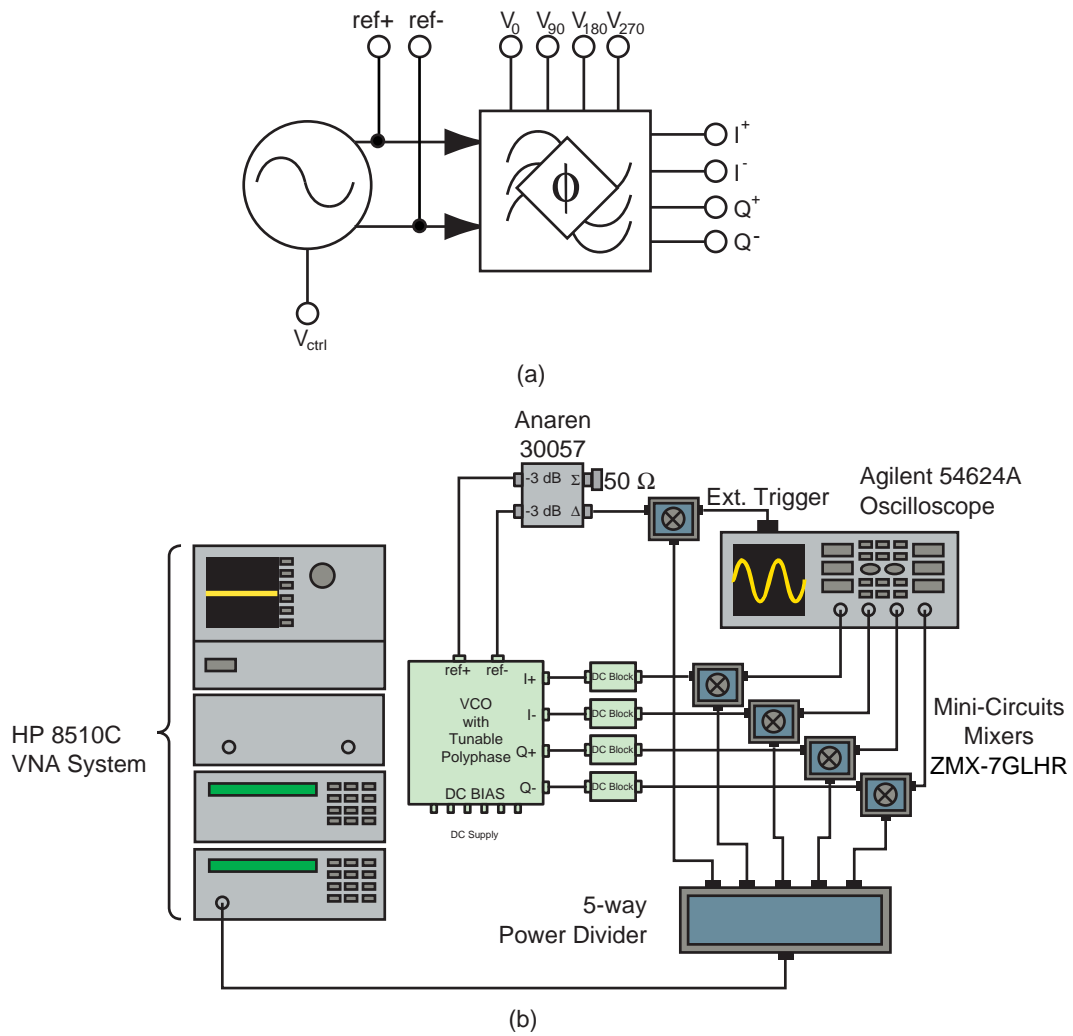 ref+ ref- V0 V90 V180 V270
I+
I-
ϕ
Q+
Q-
Vctrl
(a)
Anaren
30057
-3 dB Σ
50 Ω
-3 dB Δ
Ext. Trigger
Agilent 54624A
Oscilloscope
ref+ ref-
I+
I-
Q+
Q-
VCO
with
Tunable
Polyphase
DC BIAS
DC Supply
DC Block
DC Block
DC Block
DC Block
HP 8510C
VNA System
Mini-Circuits
Mixers
ZMX-7GLHR
5-way
Power Divider
(b)